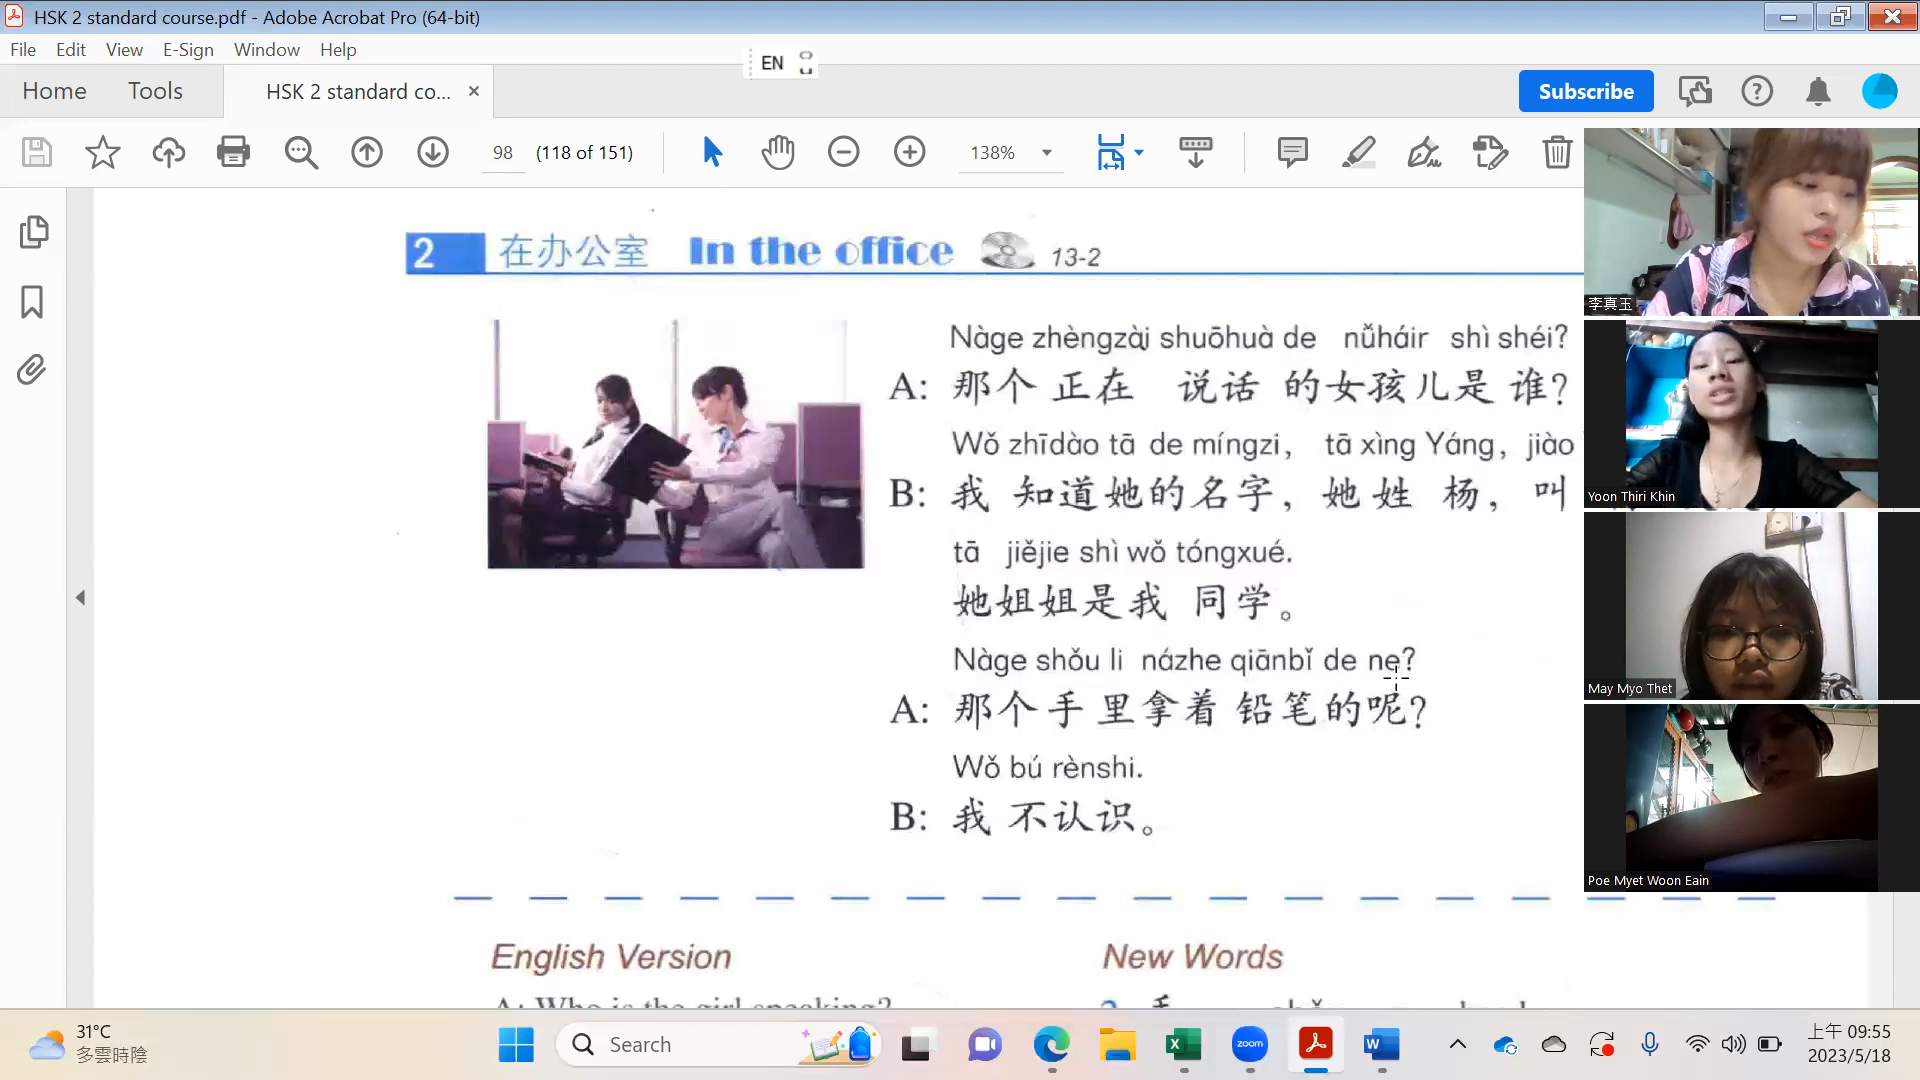 HSK 2 standard course.pdf - Adobe Acrobat Pro (64-bit)
File Edit View E-Sign Window Help
EN
Home Tools HSK 2 standard co... ×
Subscribe
98 (118 of 151)
138%
2 在办公室 In the office 13-2
Nàge zhèngzài shuōhuà de nǚháir shì shéi?
A: 那个 正在 说话 的女孩儿是 谁?
Wǒ zhīdào tā de míngzi, tā xìng Yáng, jiào
B: 我 知道她的名字, 她 姓 杨, 叫
tā jiějie shì wǒ tóngxué.
她姐姐是我 同学。
Nàge shǒu li názhe qiānbǐ de ne?
A: 那个手 里拿着 铅笔的呢?
Wǒ bú rènshi.
B: 我 不认识。
English Version
New Words
A: Who is the girl speaking?
李真玉
Yoon Thiri Khin
May Myo Thet
Poe Myet Woon Eain
31°C
多雲時陰
Search
zoom
上午 09:55
2023/5/18